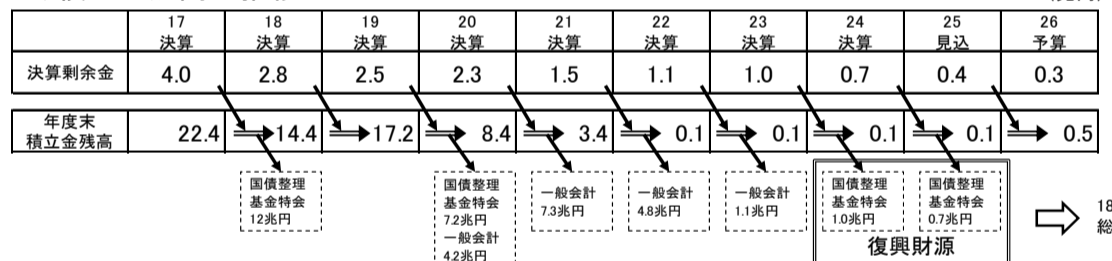 17 18 19 20 21 22 23 24 25 26
決算 決算 決算 決算 決算 決算 決算 決算 見込 予算
決算剰余金 4.0 2.8 2.5 2.3 1.5 1.1 1.0 0.7 0.4 0.3
年度末
積立金残高 22.4 14.4 17.2 8.4 3.4 0.1 0.1 0.1 0.1 0.5
国債整理
基金特会
12兆円
国債整理
基金特会
7.2兆円
一般会計
4.2兆円
一般会計
7.3兆円
一般会計
4.8兆円
一般会計
1.1兆円
国債整理
基金特会
1.0兆円
国債整理
基金特会
0.7兆円
復興財源
18
総